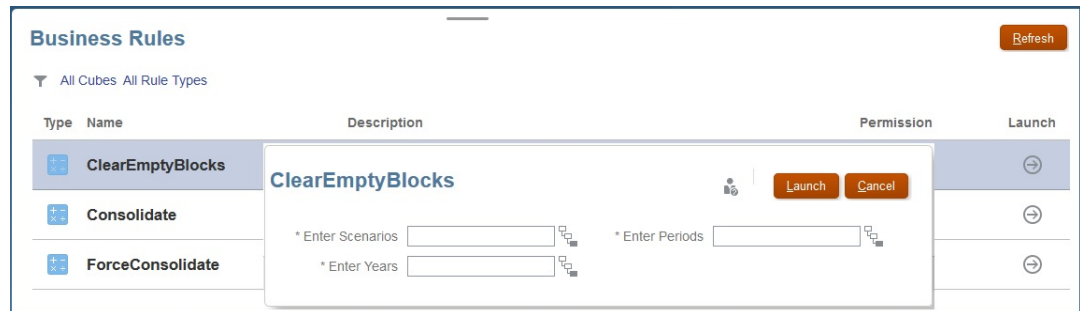 Business Rules
Refresh
All Cubes All Rule Types
Type Name Description Permission Launch
ClearEmptyBlocks
ClearEmptyBlocks
Launch Cancel
Consolidate
* Enter Scenarios * Enter Periods
* Enter Years
ForceConsolidate